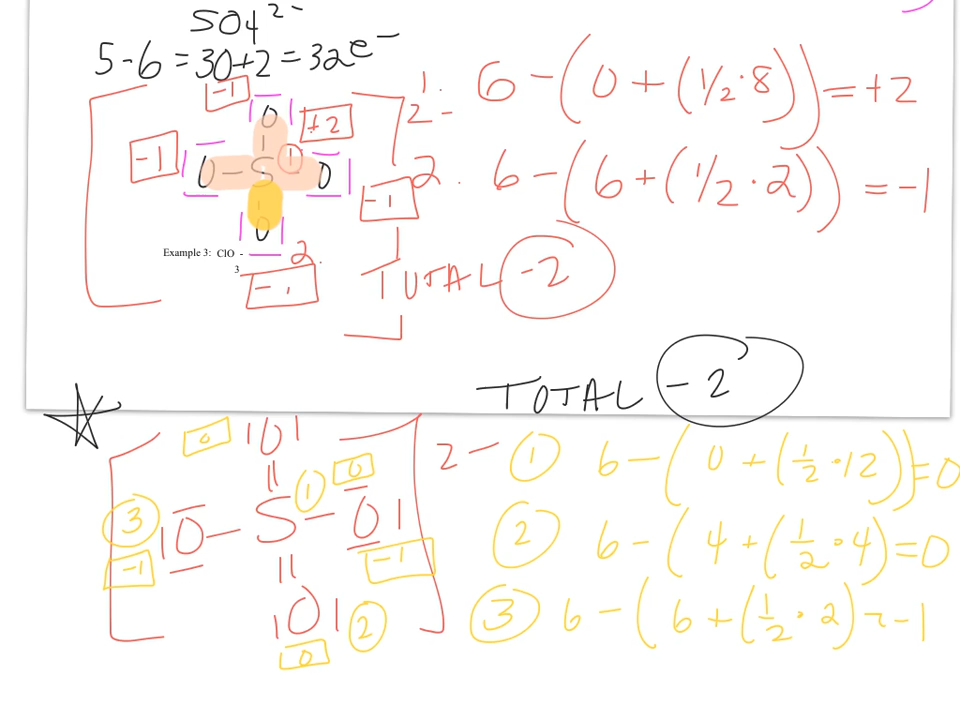 SO4 2-
5-6 = 30+2 = 32e-
-1
+2
2-
-1
O
|
O-S-O
1
|
O
-1
2.
-1
Example 3: ClO -
3
1. 6-(0+(1/2·8))=+2
2. 6-(6+(1/2·2))=-1
TOTAL -2
TOTAL -2
0
|O|
||
1
0
2-
3
|O-S-O|
-1
-1
||
|O|
2
0
1 6-(0+(1/2·12))=0
2 6-(4+(1/2·4)=0
3 6-(6+(1/2·2)=-1